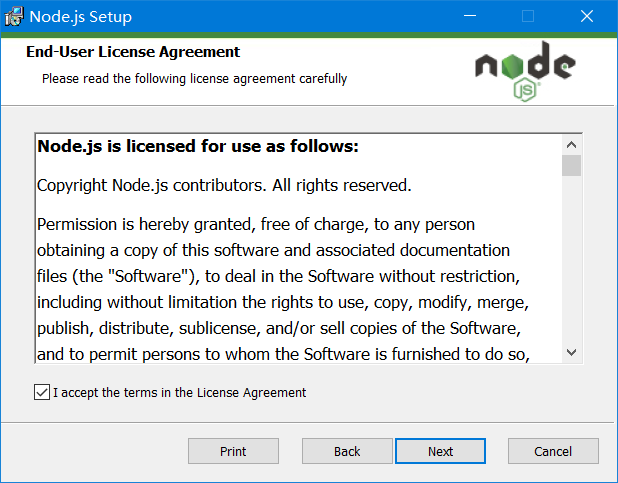 Node.js Setup
End-User License Agreement
Please read the following license agreement carefully
node
JS
Node.js is licensed for use as follows:
Copyright Node.js contributors. All rights reserved.
Permission is hereby granted, free of charge, to any person
obtaining a copy of this software and associated documentation
files (the "Software"), to deal in the Software without restriction,
including without limitation the rights to use, copy, modify, merge,
publish, distribute, sublicense, and/or sell copies of the Software,
and to permit persons to whom the Software is furnished to do so,
I accept the terms in the License Agreement
Print
Back
Next
Cancel